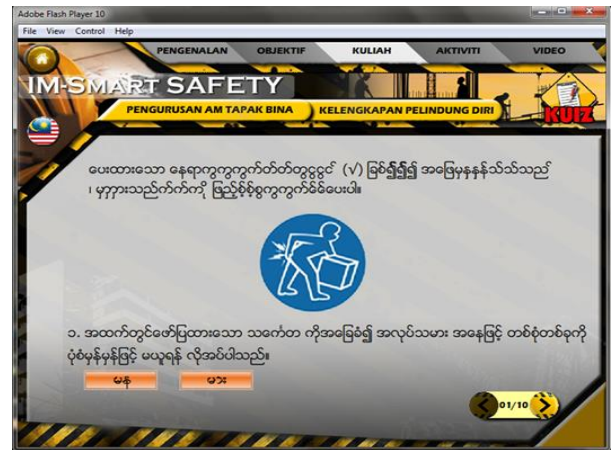 Adobe Flash Player 10
File View Control Help
PENGENALAN OBJEKTIF KULIAH AKTIVITI VIDEO
IM-SMART SAFETY
PENGURUSAN AM TAPAK BINA KELENGKAPAN PELINDUNG DIRI
KUIZ
ပေးထားသော (√) အဖြေမှ
၁. အထက်တွင်ဖော်ပြထားသော သင်္ကေတ ကိုအခြေခံ၍ အလုပ်သမား အနေဖြင့် တစ်စုံတစ်ခုကို
ပုံစံမှန်မှန်ဖြင့် မယူရန် လိုအပ်ပါသည်။
မန မား
01/10